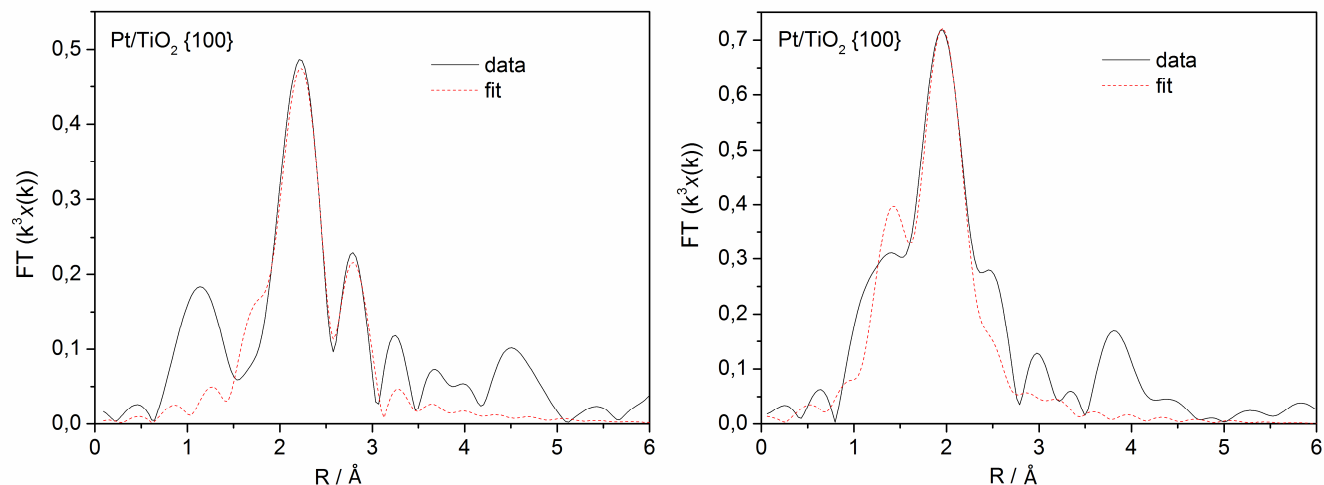 Pt/TiO2 {100}
data
fit
FT (k3x(k))
0,5
0,4
0,3
0,2
0,1
0,0
0 1 2 3 4 5 6
R / Å
Pt/TiO2 {100}
data
fit
FT (k3x(k))
0,7
0,6
0,5
0,4
0,3
0,2
0,1
0,0
0 1 2 3 4 5 6
R / Å